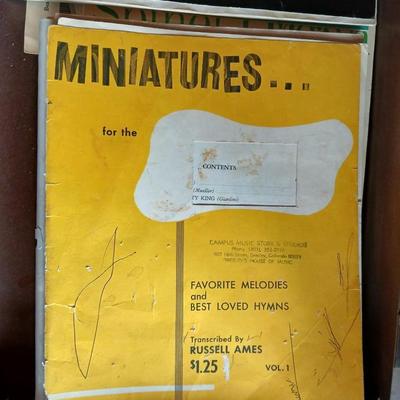 MINIATURES...
for the
CONTENTS
(Mueller)
TY KING (Giardini)
CAMPUS MUSIC STORE & STUDIOS
FAVORITE MELODIES
and
BEST LOVED HYMNS
Transcribed By
RUSSELL AMES
$1.25
VOL. 1